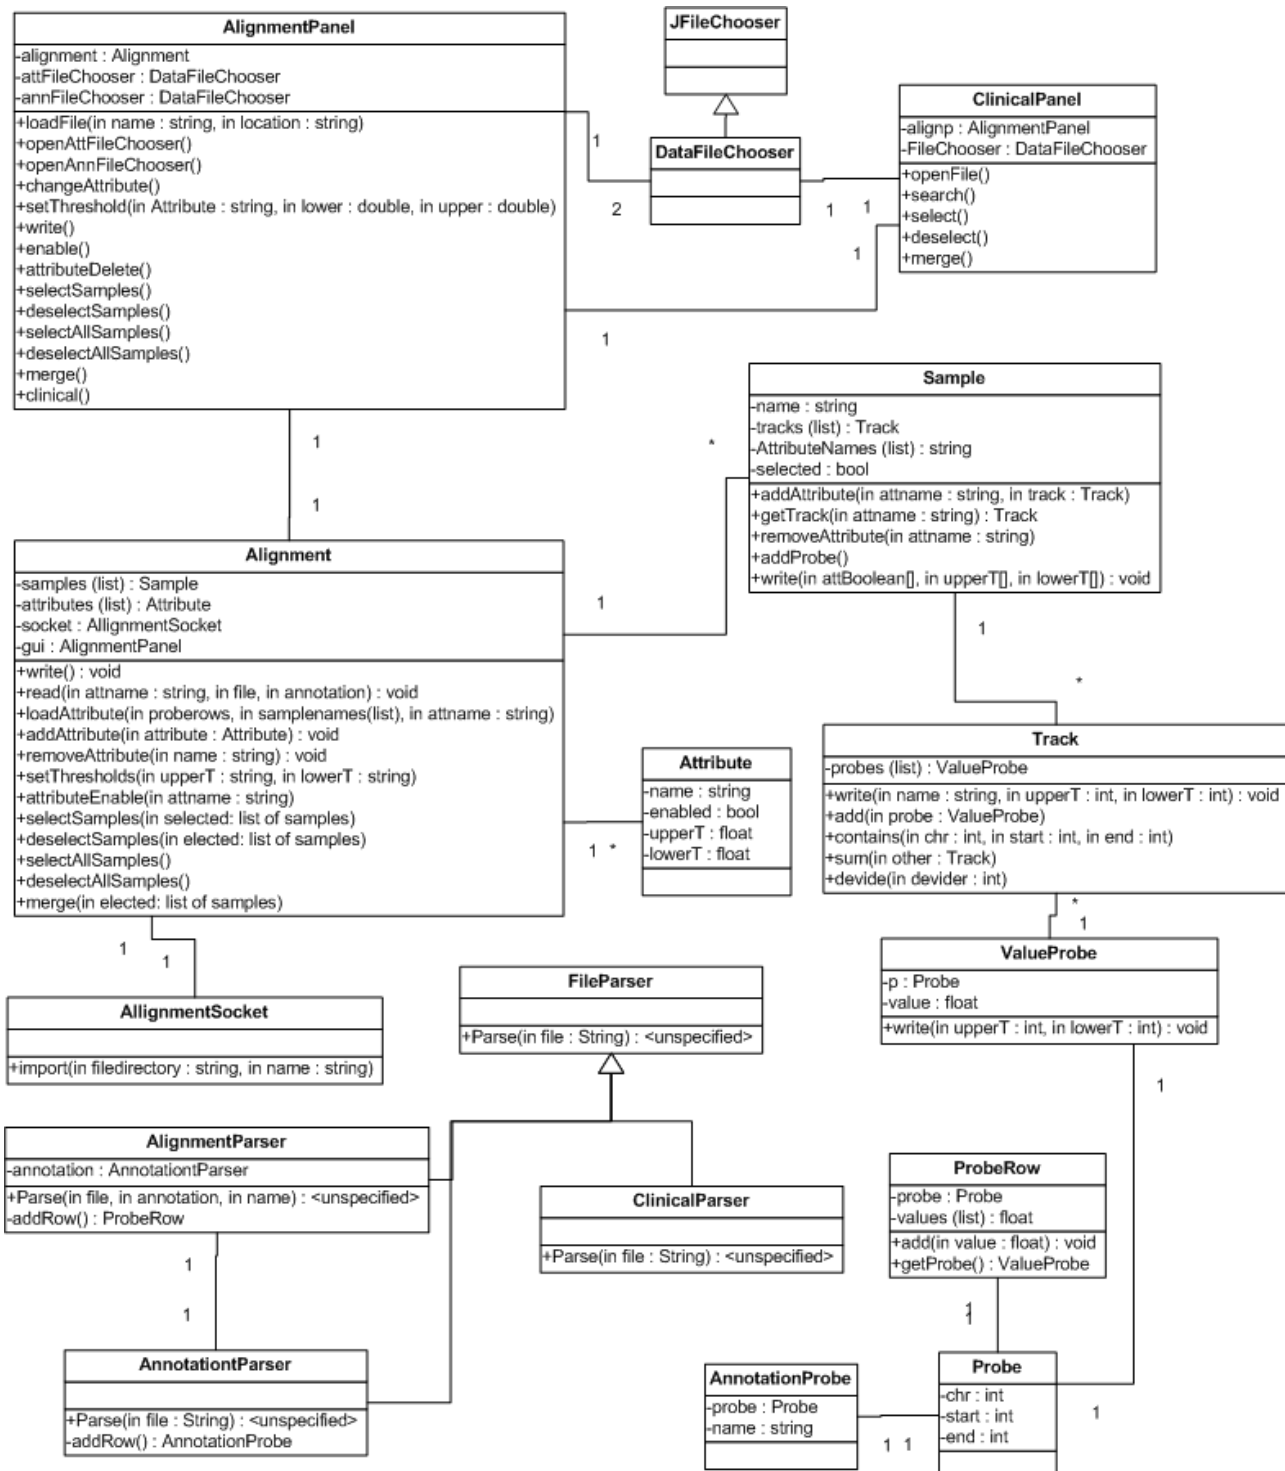 AlignmentPanel
-alignment : Alignment
-attFileChooser : DataFileChooser
-annFileChooser : DataFileChooser
+loadFile(in name : string, in location : string)
+openAttFileChooser()
+openAnnFileChooser()
+changeAttribute()
+setThreshold(in Attribute : string, in lower : double, in upper : double)
+write()
+enable()
+attributeDelete()
+selectSamples()
+deselectSamples()
+selectAllSamples()
+deselectAllSamples()
+merge()
+clinical()
JFileChooser
DataFileChooser
1
2
ClinicalPanel
-alignp : AlignmentPanel
-FileChooser : DataFileChooser
+openFile()
+search()
+select()
+deselect()
+merge()
1
1
1
1
1
1
Sample
-name : string
-tracks (list) : Track
-AttributeNames (list) : string
-selected : bool
+addAttribute(in attname : string, in track : Track)
+getTrack(in attname : string) : Track
+removeAttribute(in attname : string)
+addProbe()
+write(in attBoolean[], in upperT[], in lowerT[]) : void
*
1
Alignment
-samples (list) : Sample
-attributes (list) : Attribute
-socket : AllignmentSocket
-gui : AlignmentPanel
+write() : void
+read(in attname : string, in file, in annotation) : void
+loadAttribute(in proberows, in samplenames(list), in attname : string)
+addAttribute(in attribute : Attribute) : void
+removeAttribute(in name : string) : void
+setThresholds(in upperT : string, in lowerT : string)
+attributeEnable(in attname : string)
+selectSamples(in selected: list of samples)
+deselectSamples(in elected: list of samples)
+selectAllSamples()
+deselectAllSamples()
+merge(in elected: list of samples)
Attribute
-name : string
-enabled : bool
-upperT : float
-lowerT : float
1 *
1
*
Track
-probes (list) : ValueProbe
+write(in name : string, in upperT : int, in lowerT : int) : void
+add(in probe : ValueProbe)
+contains(in chr : int, in start : int, in end : int)
+sum(in other : Track)
+devide(in devider : int)
*
1
ValueProbe
-p : Probe
-value : float
+write(in upperT : int, in lowerT : int) : void
1
1
1
AllignmentSocket
+import(in filedirectory : string, in name : string)
FileParser
+Parse(in file : String) : <unspecified>
AlignmentParser
-annotation : AnnotationtParser
+Parse(in file, in annotation, in name) : <unspecified>
-addRow() : ProbeRow
ClinicalParser
+Parse(in file : String) : <unspecified>
1
1
AnnotationtParser
+Parse(in file : String) : <unspecified>
-addRow() : AnnotationProbe
ProbeRow
-probe : Probe
-values (list) : float
+add(in value : float) : void
+getProbe() : ValueProbe
1
1
AnnotationProbe
-probe : Probe
-name : string
1 1
Probe
-chr : int
-start : int
-end : int
1